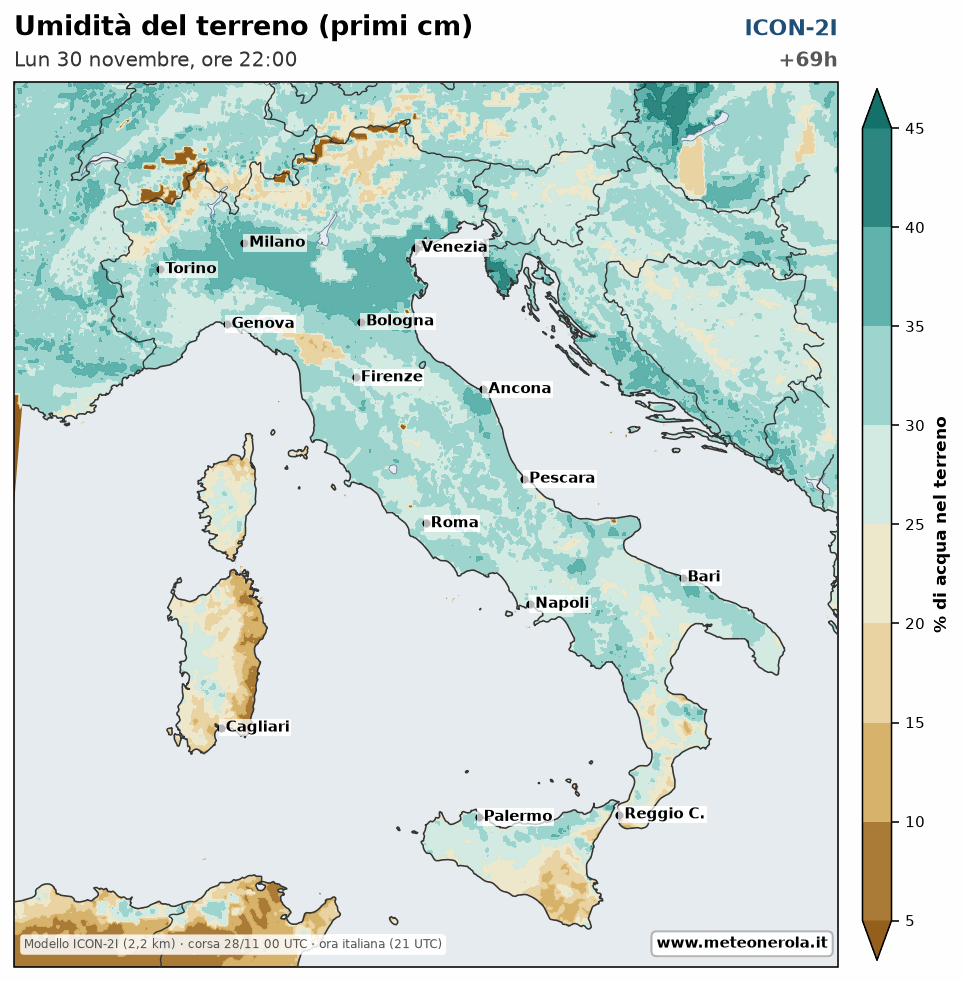 Umidità del terreno (primi cm)
ICON-2I
Lun 30 novembre, ore 22:00
+69h
Milano
Venezia
Torino
Genova
Bologna
Firenze
Ancona
Pescara
Roma
Bari
Napoli
Cagliari
Palermo
Reggio C.
45
40
35
30
25
20
15
10
5
% di acqua nel terreno
Modello ICON-2I (2,2 km) · corsa 28/11 00 UTC · ora italiana (21 UTC)
www.meteonerola.it